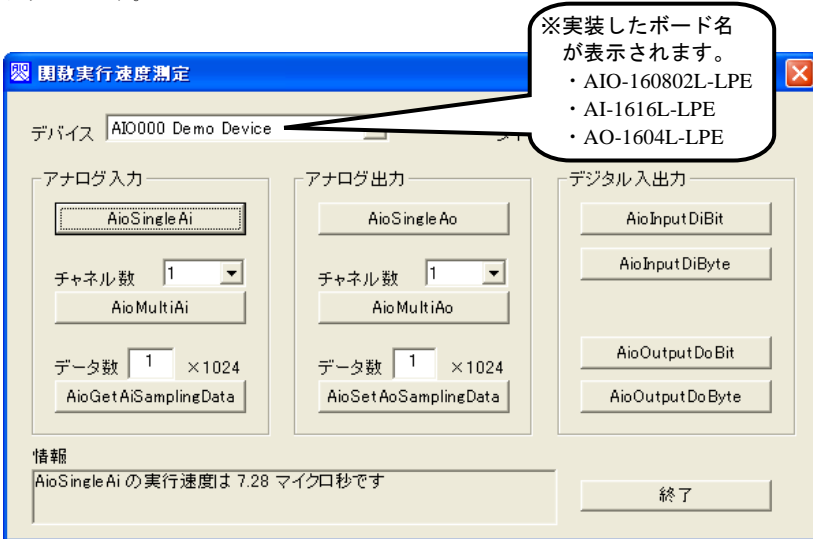 ※実装したボード名
が表示されます。
・AIO-160802L-LPE
・AI-1616L-LPE
・AO-1604L-LPE
関数実行速度測定
デバイス AIO000 Demo Device
アナログ入力
AioSingleAi
チャネル数 1
AioMultiAi
データ数 1 ×1024
AioGetAiSamplingData
アナログ出力
AioSingleAo
チャネル数 1
AioMultiAo
データ数 1 ×1024
AioSetAoSamplingData
デジタル入出力
AioInputDiBit
AioInputDiByte
AioOutputDoBit
AioOutputDoByte
情報
AioSingleAi の実行速度は 7.28 マイクロ秒です
終了